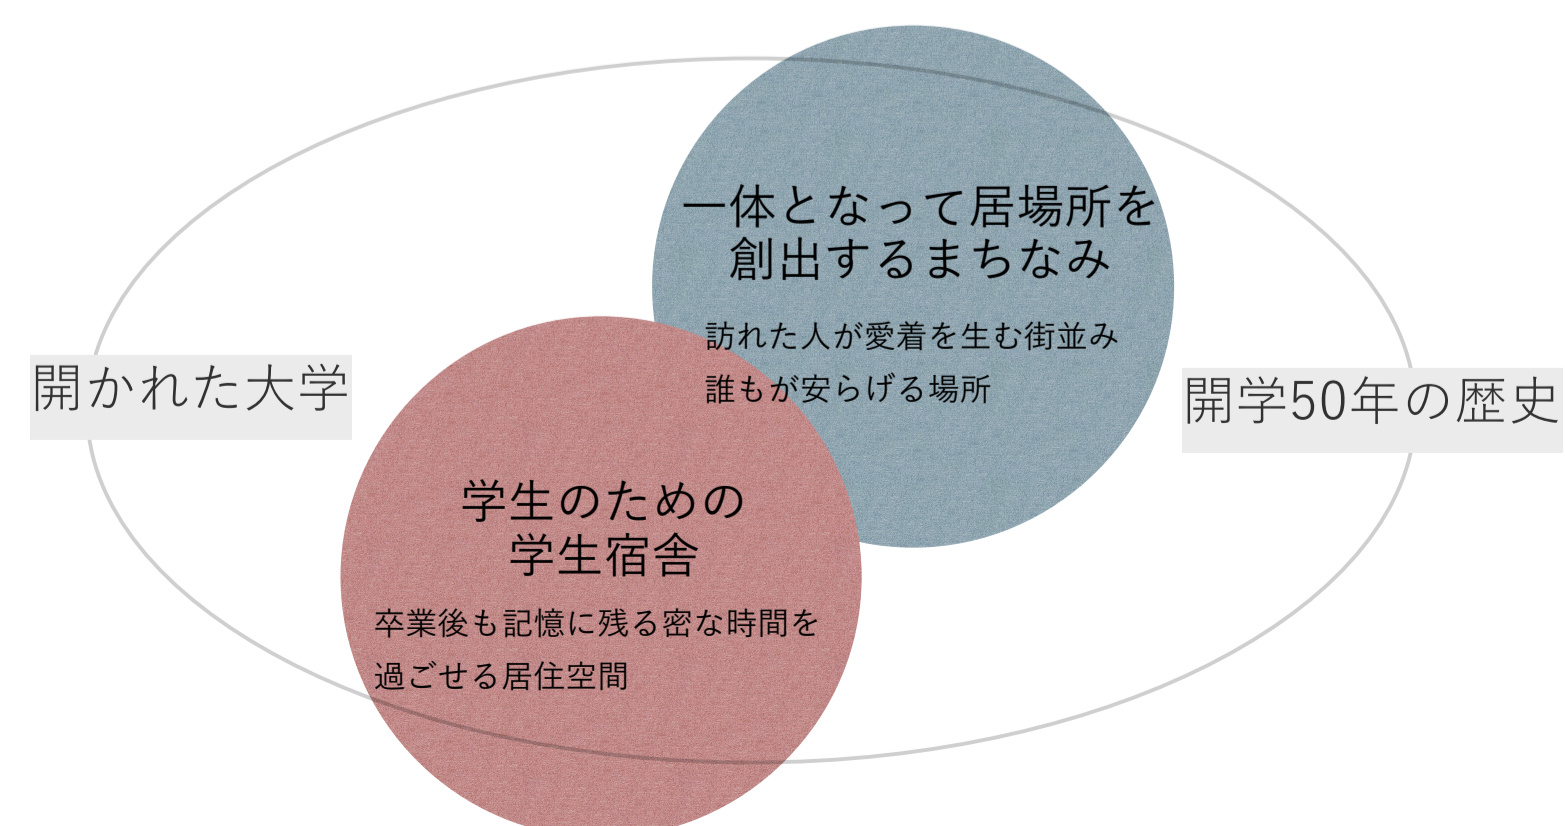 一体となって居場所を
創出するまちなみ
訪れた人が愛着を生む街並み
誰もが安らげる場所
開かれた大学
開学50年の歴史
学生のための
学生宿舎
卒業後も記憶に残る密な時間を
過ごせる居住空間